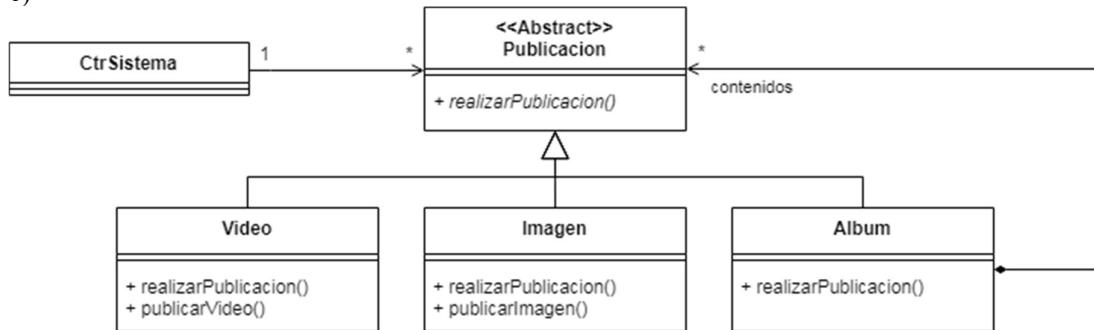 CtrSistema
1
*
<<Abstract>>
Publicacion
+ realizarPublicacion()
*
contenidos
Video
+ realizarPublicacion()
+ publicarVideo()
Imagen
+ realizarPublicacion()
+ publicarImagen()
Album
+ realizarPublicacion()